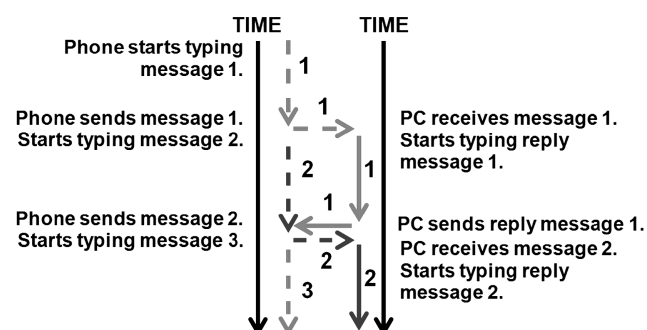 TIME TIME
Phone starts typing
message 1.
1
1
Phone sends message 1.
Starts typing message 2.
PC receives message 1.
Starts typing reply
message 1.
2
1
1
Phone sends message 2.
Starts typing message 3.
PC sends reply message 1.
PC receives message 2.
Starts typing reply
message 2.
2
3
2